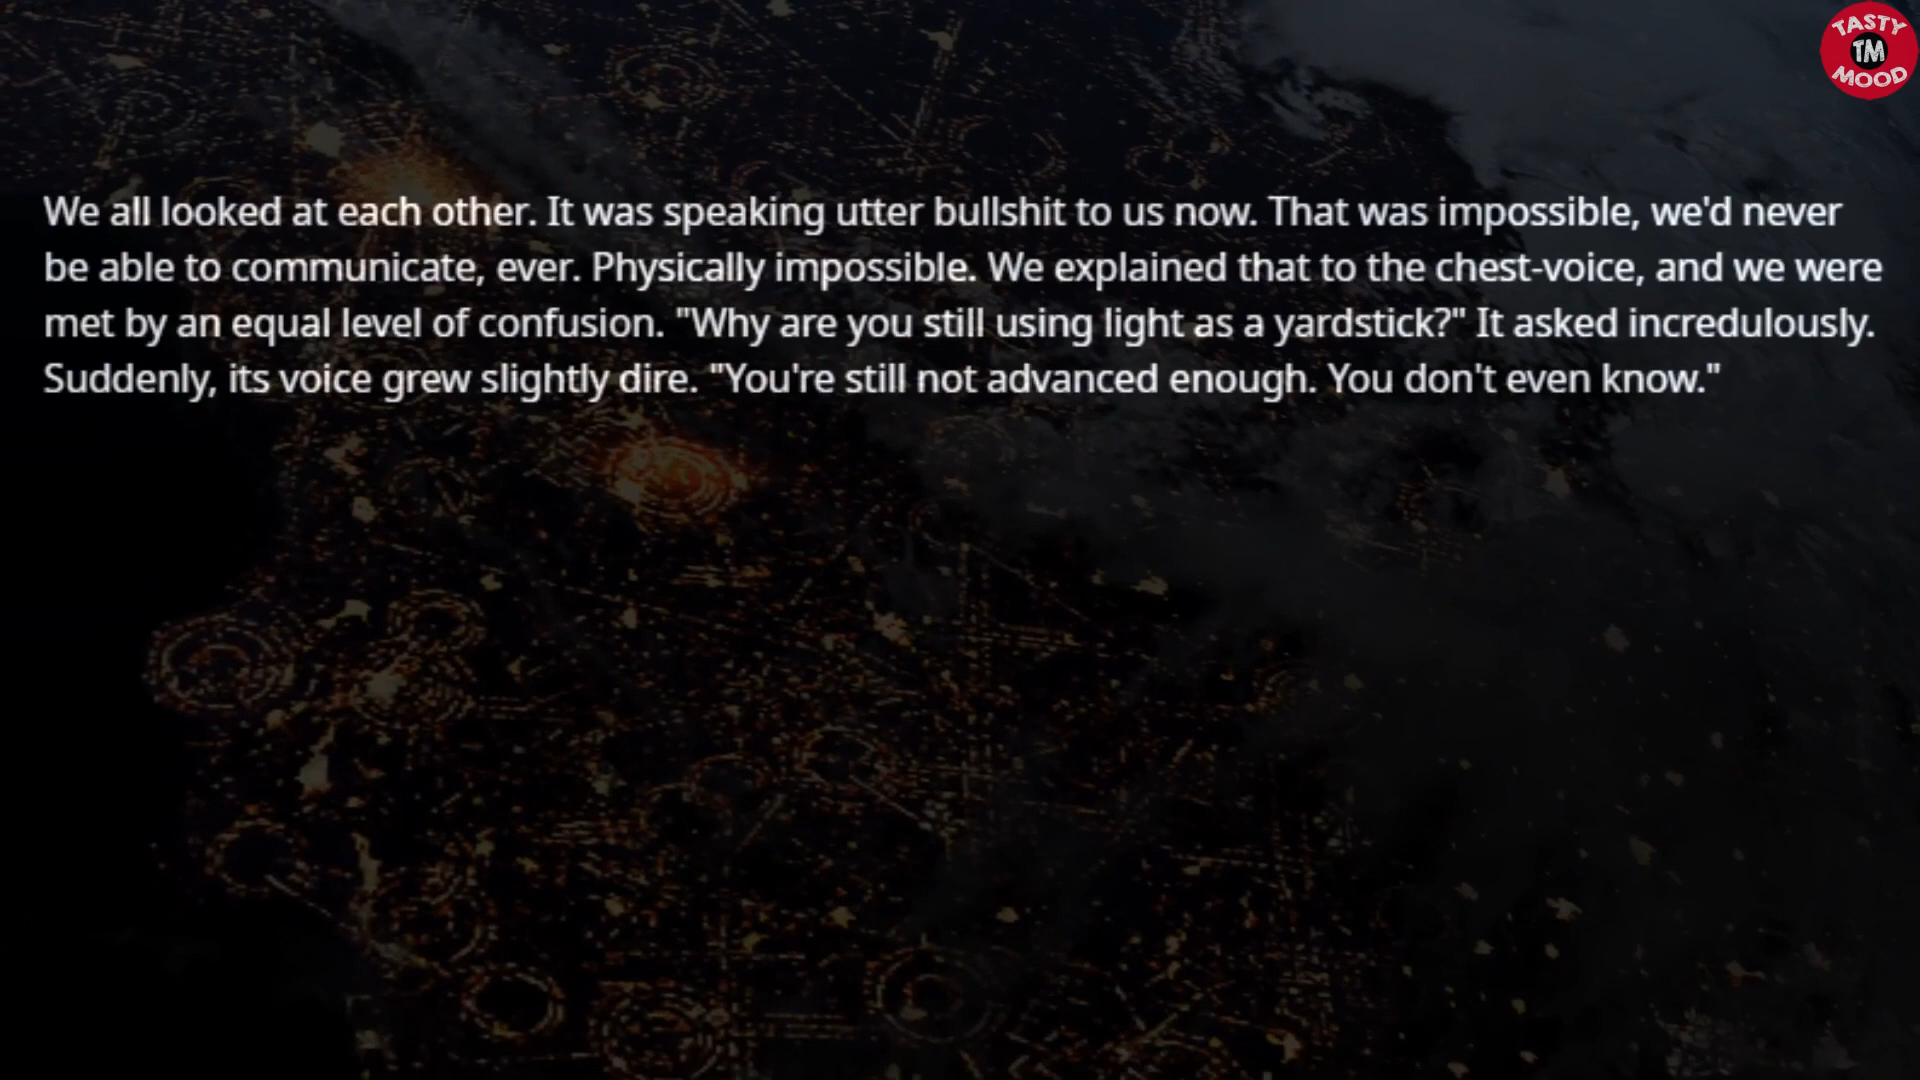 TASTY
TM
MOOD
We all looked at each other. It was speaking utter bullshit to us now. That was impossible, we'd never
be able to communicate, ever. Physically impossible. We explained that to the chest-voice, and we were
met by an equal level of confusion. "Why are you still using light as a yardstick?" It asked incredulously.
Suddenly, its voice grew slightly dire. "You're still not advanced enough. You don't even know."